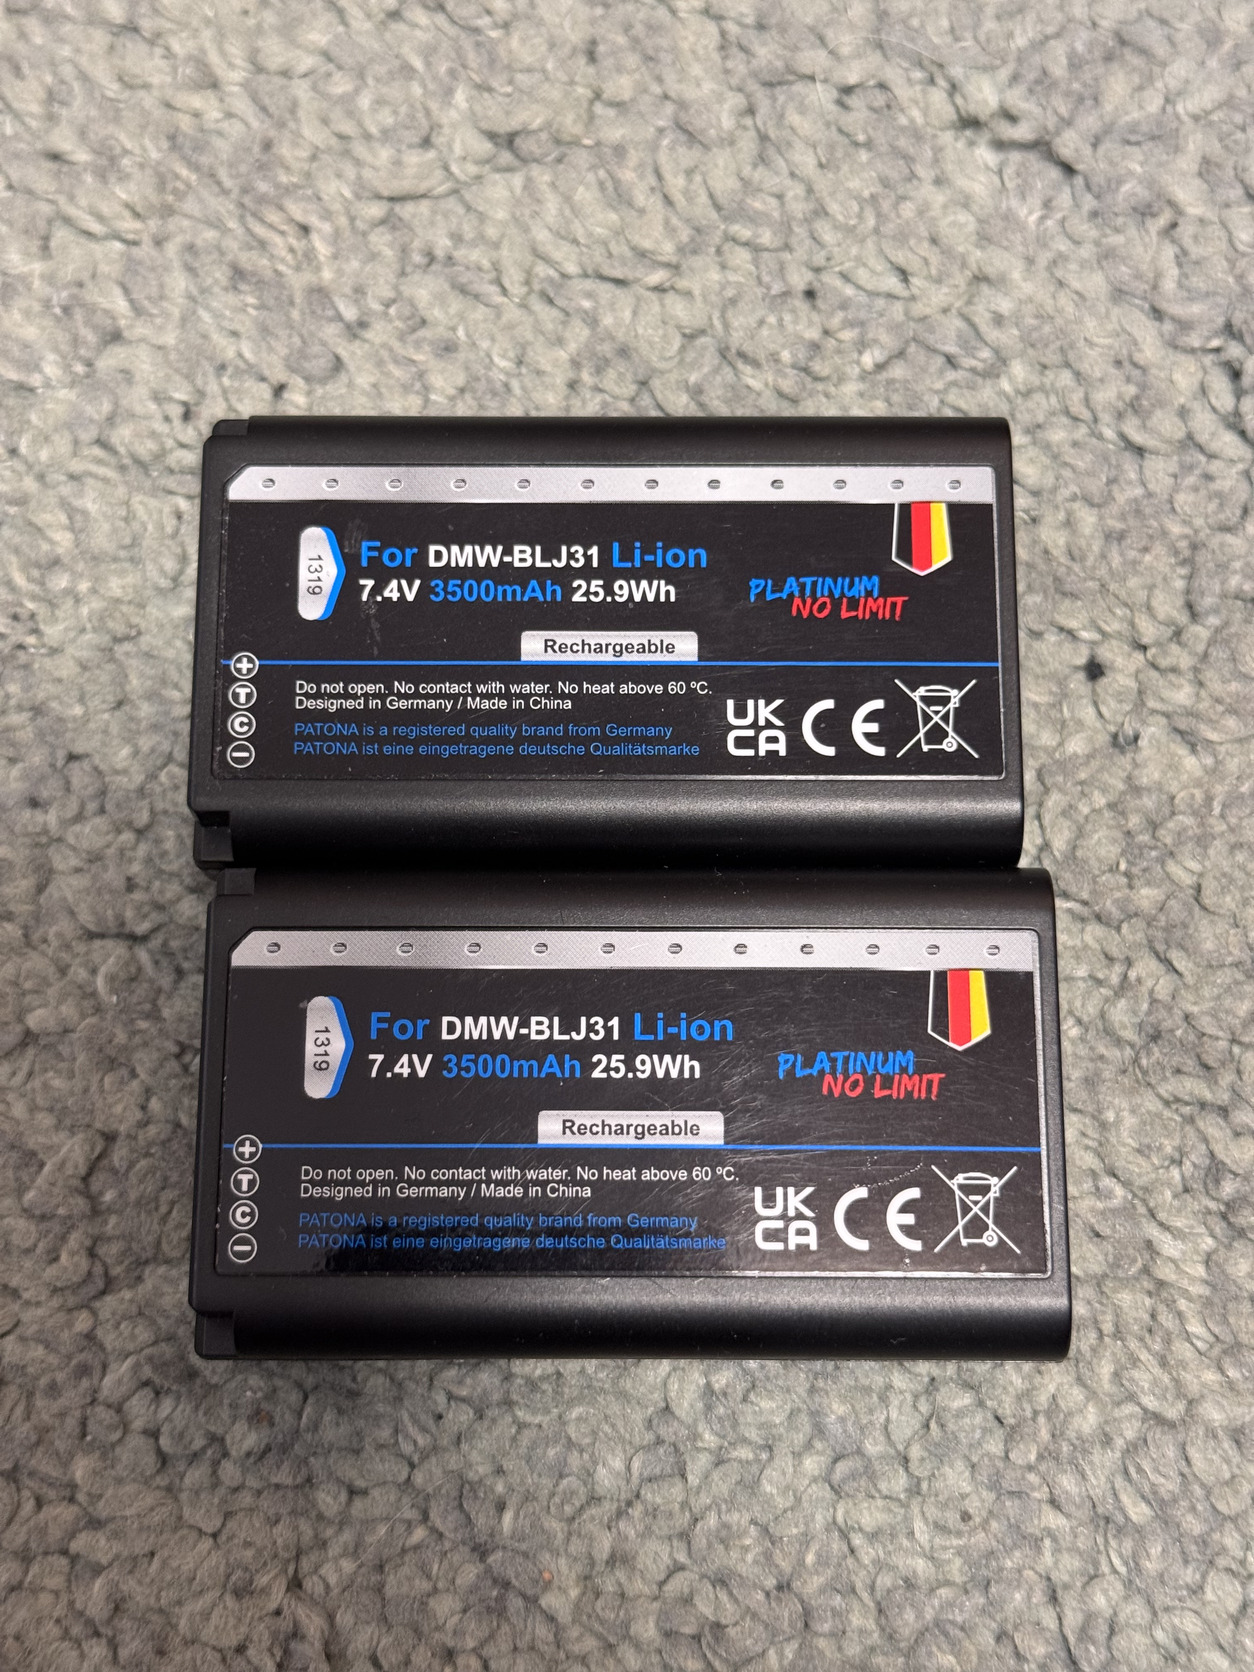 1319
For DMW-BLJ31 Li-ion
7.4V 3500mAh 25.9Wh
PLATINUM
NO LIMIT
Rechargeable
+
T
C
-
Do not open. No contact with water. No heat above 60 ºC.
Designed in Germany / Made in China
PATONA is a registered quality brand from Germany
PATONA ist eine eingetragene deutsche Qualitätsmarke
UK
CA
CE
1319
For DMW-BLJ31 Li-ion
7.4V 3500mAh 25.9Wh
PLATINUM
NO LIMIT
Rechargeable
+
T
C
-
Do not open. No contact with water. No heat above 60 ºC.
Designed in Germany / Made in China
PATONA is a registered quality brand from Germany
PATONA ist eine eingetragene deutsche Qualitätsmarke
UK
CA
CE